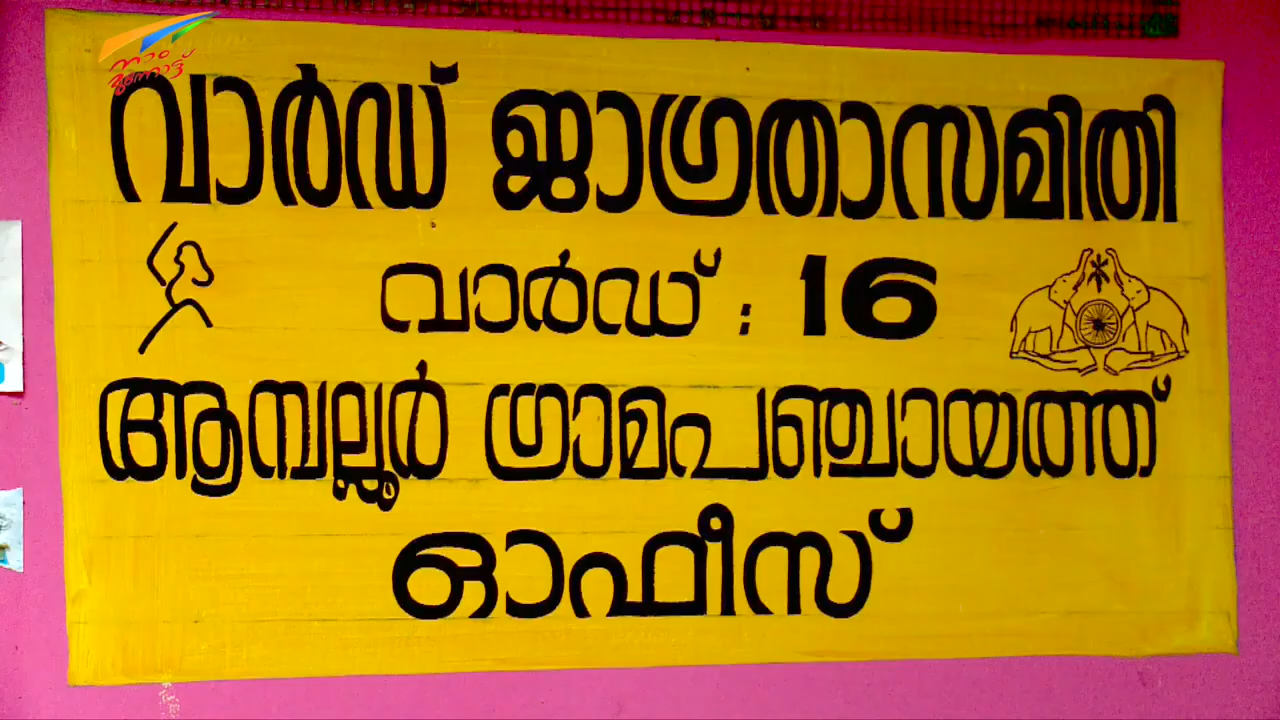 നാം
മുന്നോട്ട്
വാർഡ് ജാഗ്രതാസമിതി
വാർഡ് : 16
ആമ്പല്ലൂർ ഗ്രാമപഞ്ചായത്ത്
ഓഫീസ്